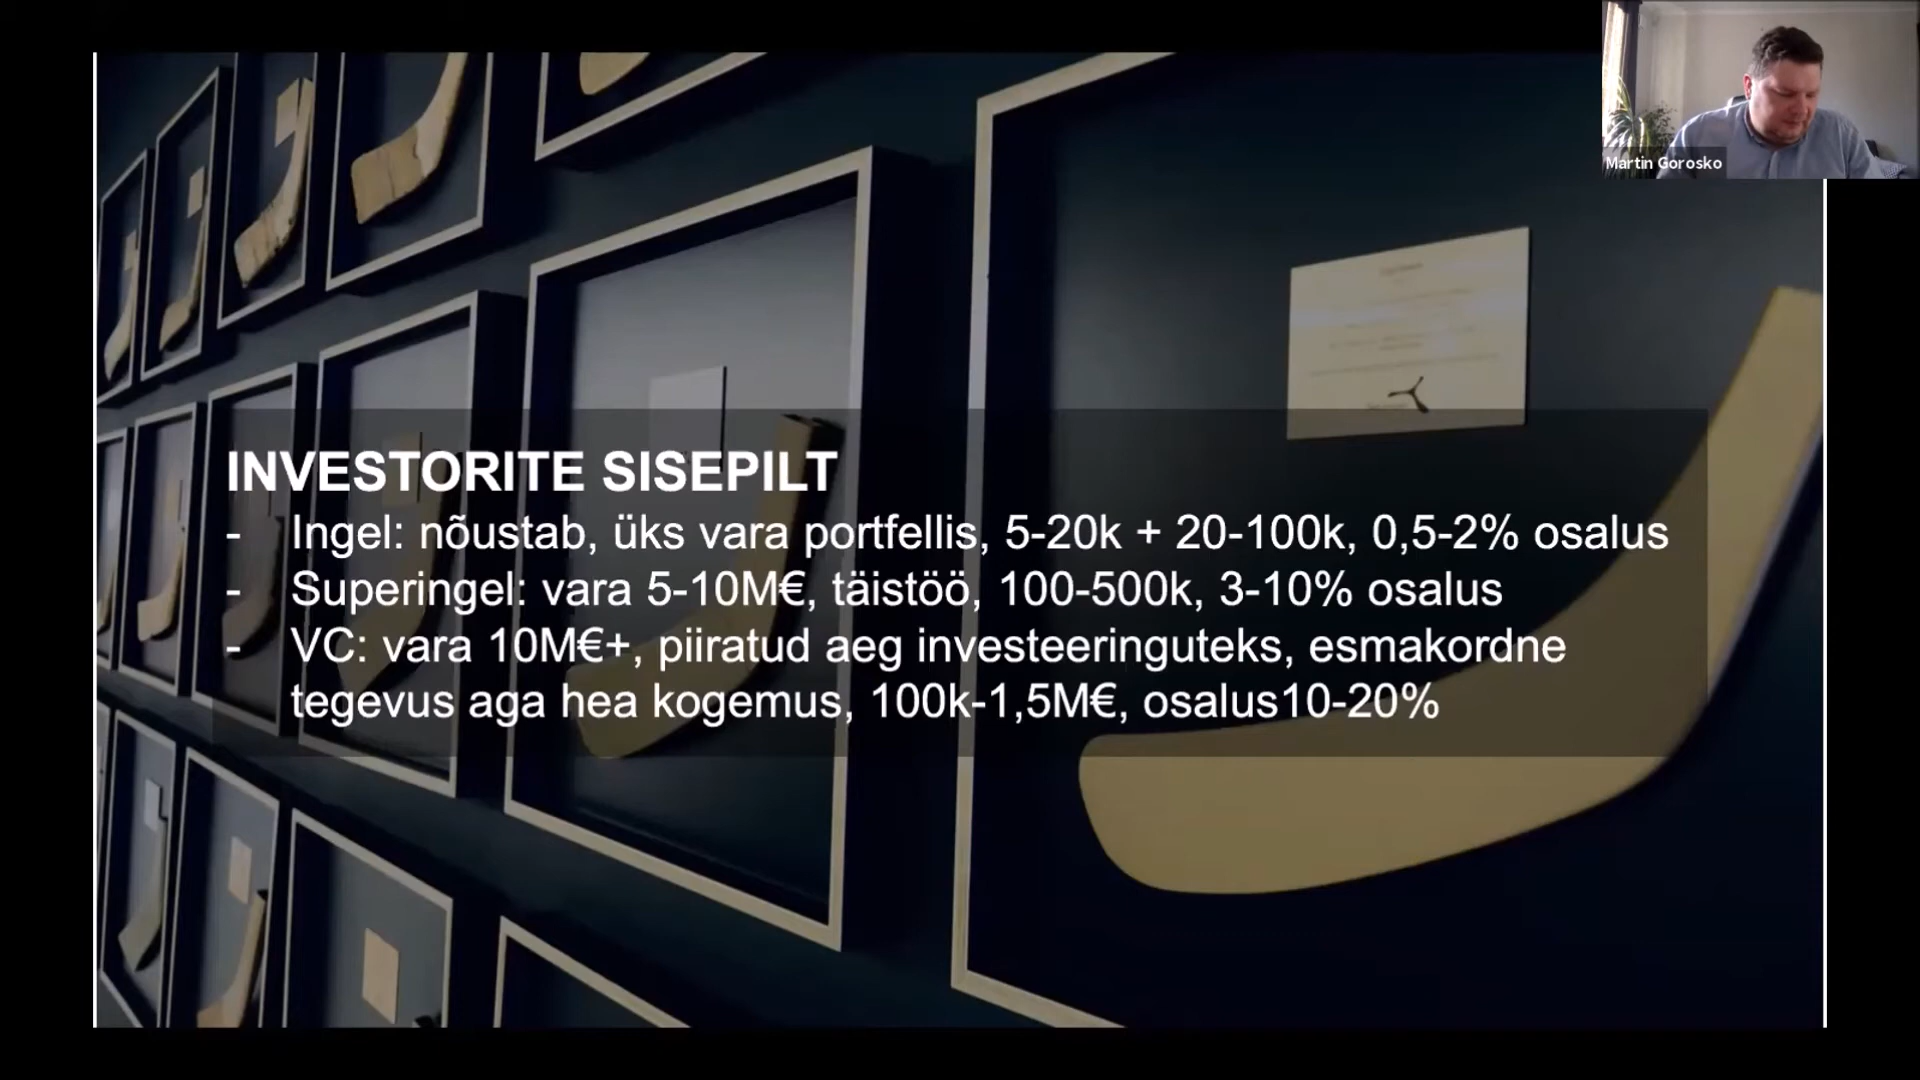 Martin Gorosko
INVESTORITE SISEPILT
- Ingel: nõustab, üks vara portfellis, 5-20k + 20-100k, 0,5-2% osalus
- Superingel: vara 5-10M€, täistöö, 100-500k, 3-10% osalus
- VC: vara 10M€+, piiratud aeg investeeringuteks, esmakordne
tegevus aga hea kogemus, 100k-1,5M€, osalus10-20%